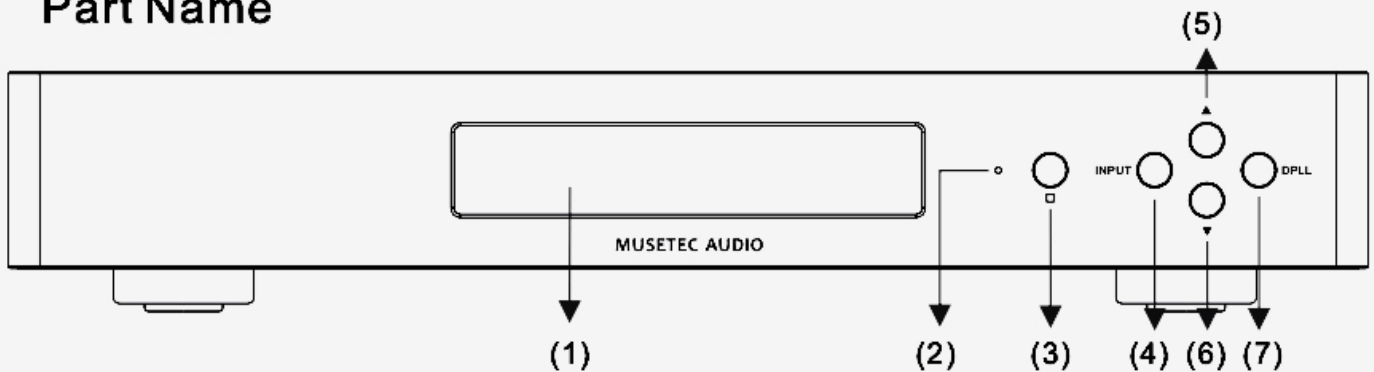 Part Name
(5)
▲
INPUT DPLL
▼
MUSETEC AUDIO
(1) (2) (3) (4) (6) (7)